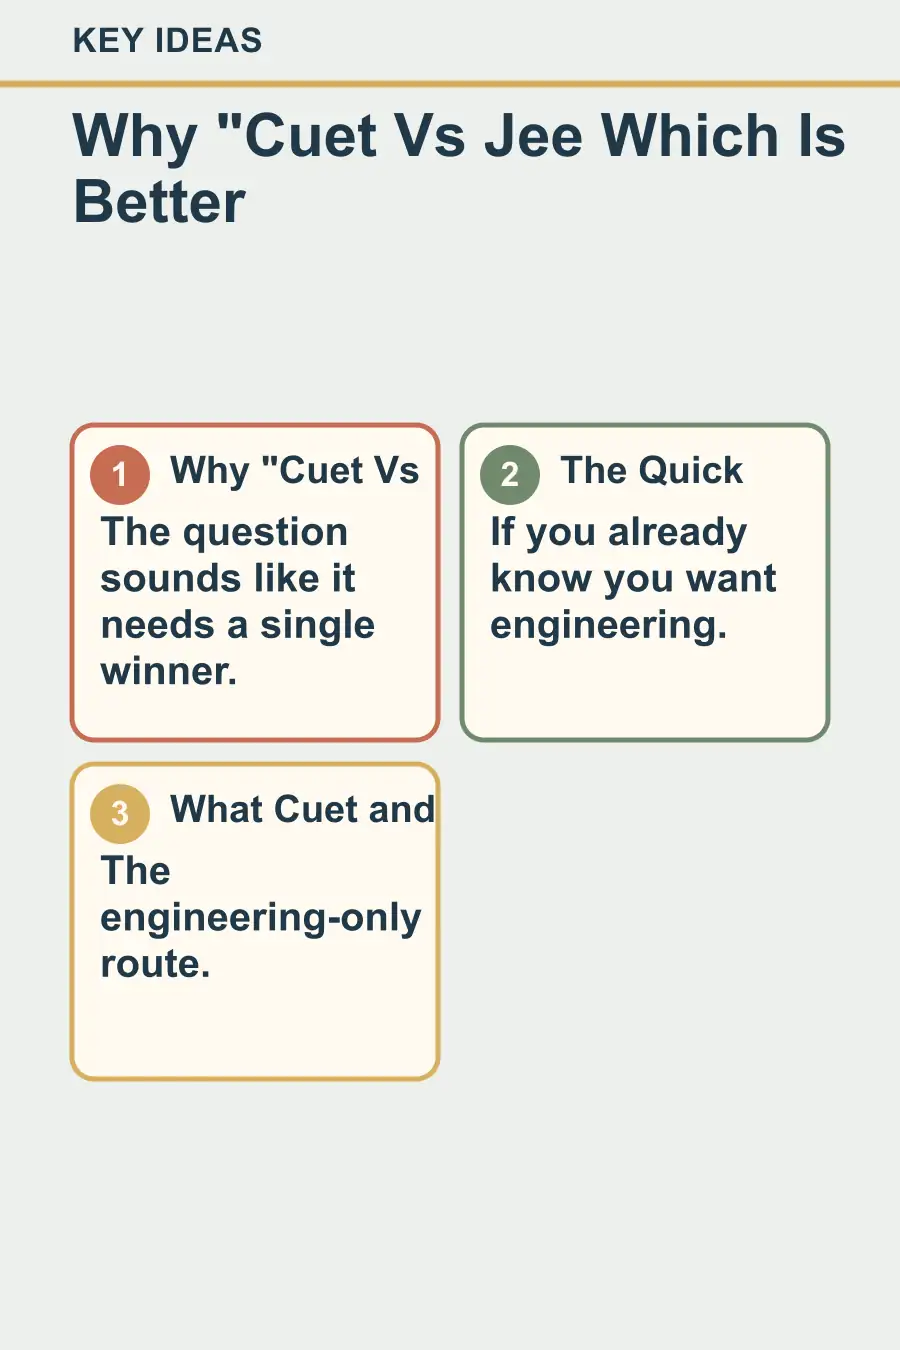 KEY IDEAS
Why "Cuet Vs Jee Which Is
Better
1 Why "Cuet Vs
The question
sounds like it
needs a single
winner.
2 The Quick
If you already
know you want
engineering.
3 What Cuet and
The
engineering-only
route.